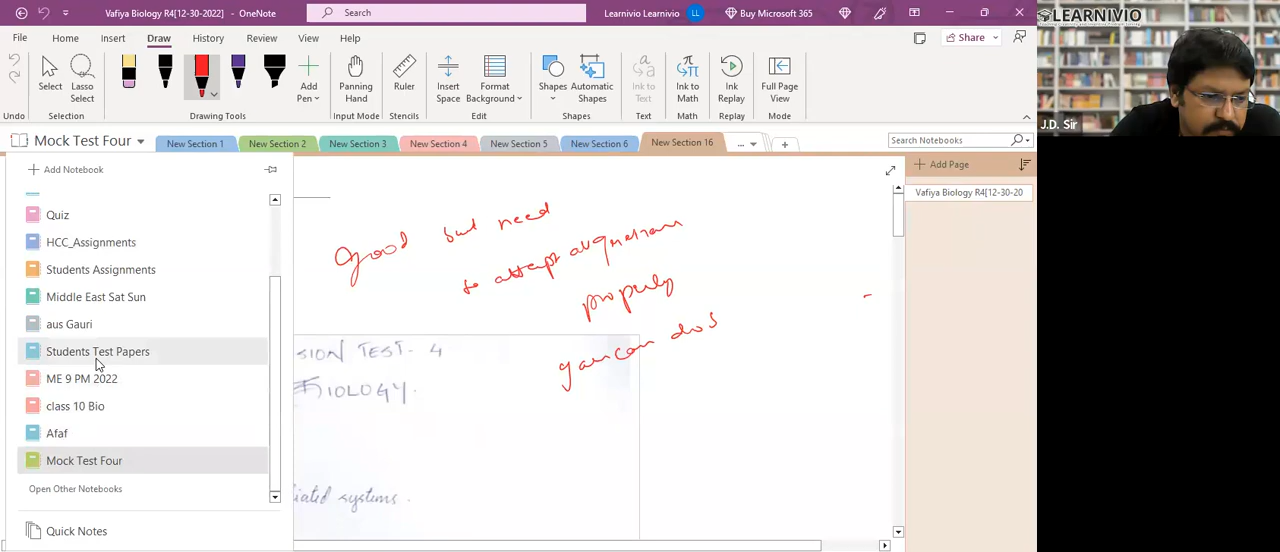 Vafiya Biology R4[12-30-2022] - OneNote
Search
Learnivio Learnivio
LL
Buy Microsoft 365
LEARNIVIO
File
Home
Insert
Draw
History
Review
View
Help
Share
Undo
Select
Lasso
Select
Add
Pen
Panning
Hand
Ruler
Insert
Space
Format
Background
Shapes
Automatic
Shapes
Ink to
Text
Ink to
Math
Ink
Replay
Full Page
View
Undo
Drawing Tools
Input Mode
Edit
Shapes
Convert
Replay
Mode
J.D. Sir
Mock Test Four
New Section 1
New Section 2
New Section 3
New Section 4
New Section 5
New Section 6
New Section 16
...
Search Notebooks
Add Notebook
Add Page
Vafiya Biology R4[12-30-20
Quiz
HCC_Assignments
Students Assignments
Middle East Sat Sun
aus Gauri
Students Test Papers
ME 9 PM 2022
class 10 Bio
Afaf
Mock Test Four
Open Other Notebooks
Quick Notes
Good but need
to attept all
properly
you can do
SION TEST- 4
BIOLOGY.
iated systems.